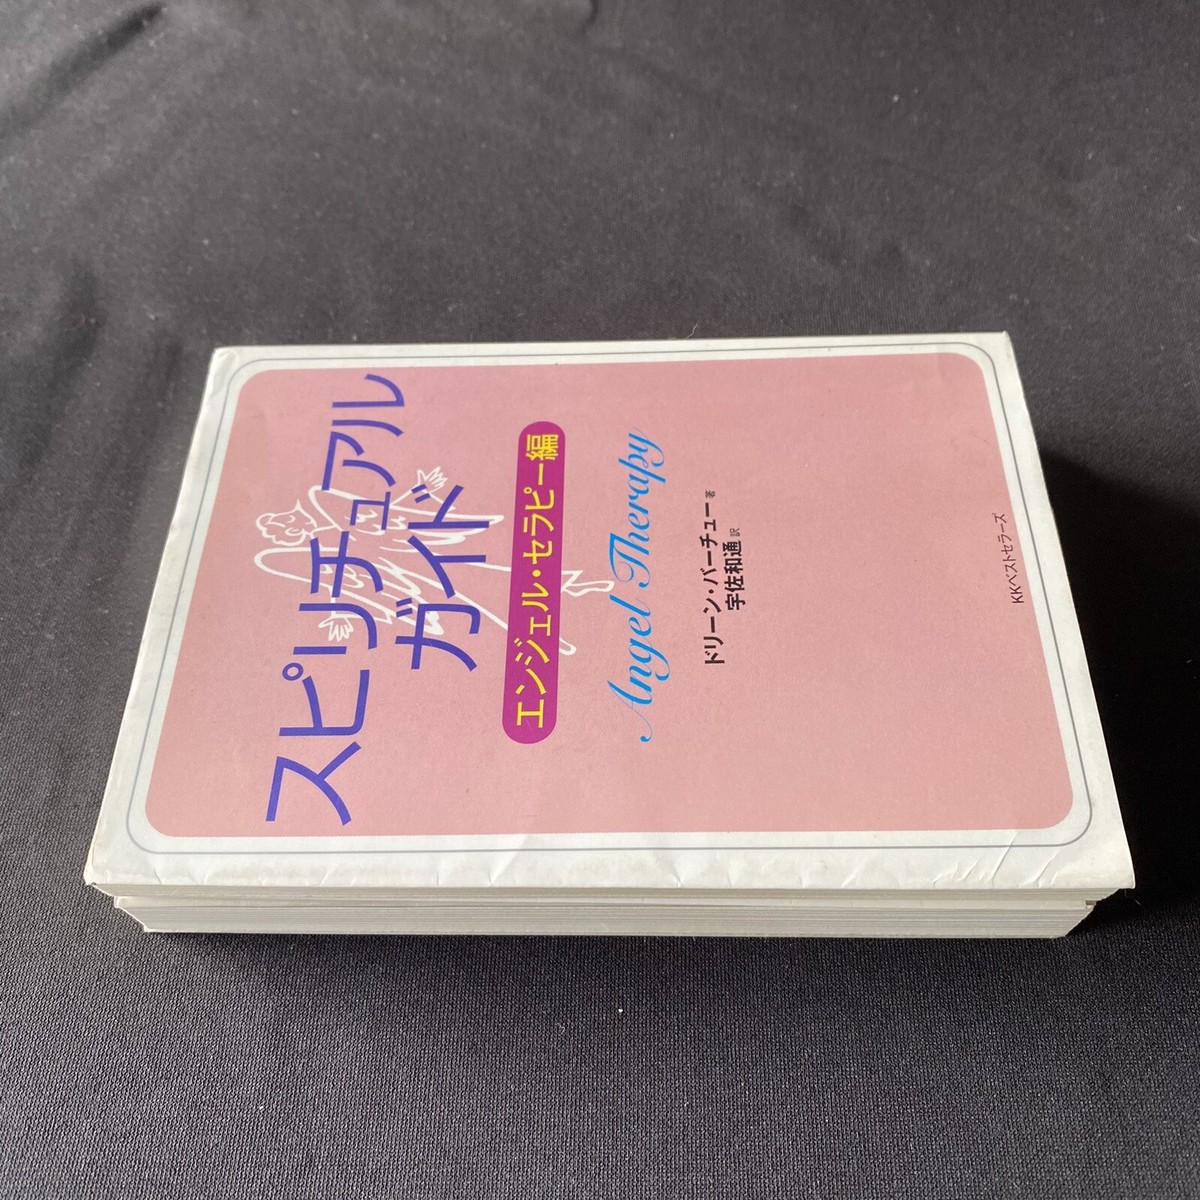 スピリチュアル
ガイド
エンジェル・セラピー編
Angel Therapy
ドリーン・バーチュー 著
宇佐和通 訳
KKベストセラーズ